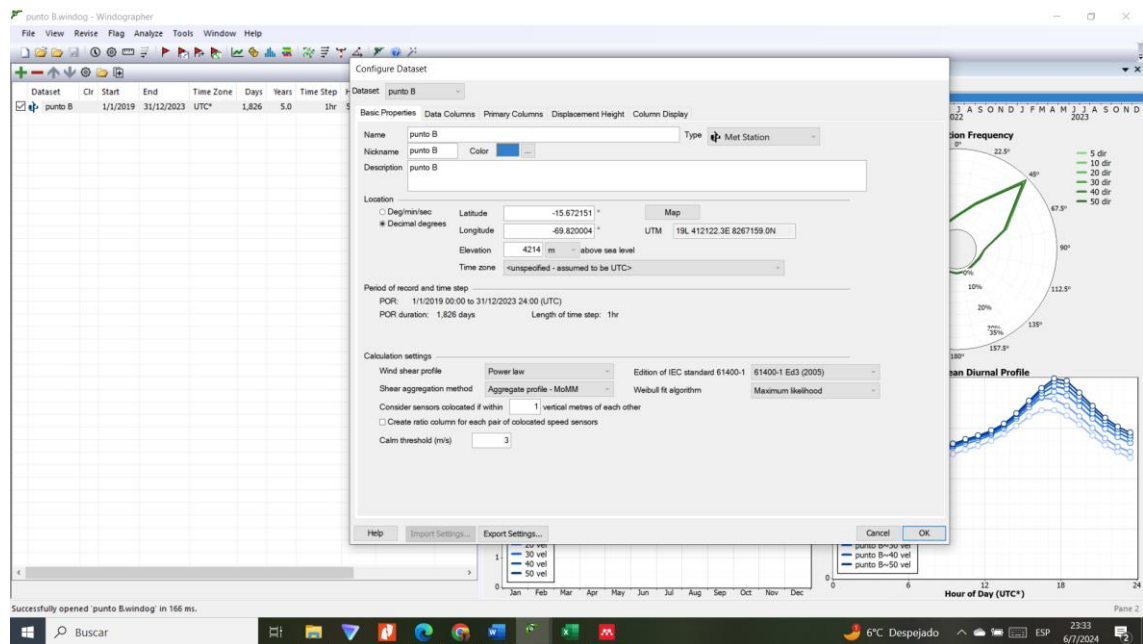 punto B.windog - Windographer
File View Revise Flag Analyze Tools Window Help
Dataset Clr Start End Time Zone Days Years Time Step
punto B 1/1/2019 31/12/2023 UTC* 1,826 5.0 1hr
Configure Dataset
Dataset punto B
Basic Properties Data Columns Primary Columns Displacement Height Column Display
Name punto B Type Met Station
Nickname punto B Color ...
Description punto B
Location
Deg/min/sec Latitude -15.672151 ° Map
Decimal degrees Longitude -69.820004 ° UTM 19L 412122.3E 8267159.0N
Elevation 4214 m above sea level
Time zone <unspecified - assumed to be UTC>
Period of record and time step
POR: 1/1/2019 00:00 to 31/12/2023 24:00 (UTC)
POR duration: 1,826 days Length of time step: 1hr
Calculation settings
Wind shear profile Power law Edition of IEC standard 61400-1 61400-1 Ed3 (2005)
Shear aggregation method Aggregate profile - MoMM Weibull fit algorithm Maximum likelihood
Consider sensors colocated if within 1 vertical metres of each other
Create ratio column for each pair of colocated speed sensors
Calm threshold (m/s) 3
Help Import Settings... Export Settings... Cancel OK
J A S O N D J F M A M J J A S O N D
022 2023
ion Frequency
0°
22.5°
45°
67.5°
90°
112.5°
135°
157.5°
180°
0%
10%
20%
35%
5 dir
10 dir
20 dir
30 dir
40 dir
50 dir
an Diurnal Profile
punto B~30 vel
punto B~40 vel
punto B~50 vel
0 6 12 18 24
Hour of Day (UTC*)
20 vel
30 vel
40 vel
50 vel
1
0
Jan Feb Mar Apr May Jun Jul Aug Sep Oct Nov Dec
Successfully opened 'punto B.windog' in 166 ms.
Pane 2
Buscar
6°C Despejado ESP 23:33
6/7/2024